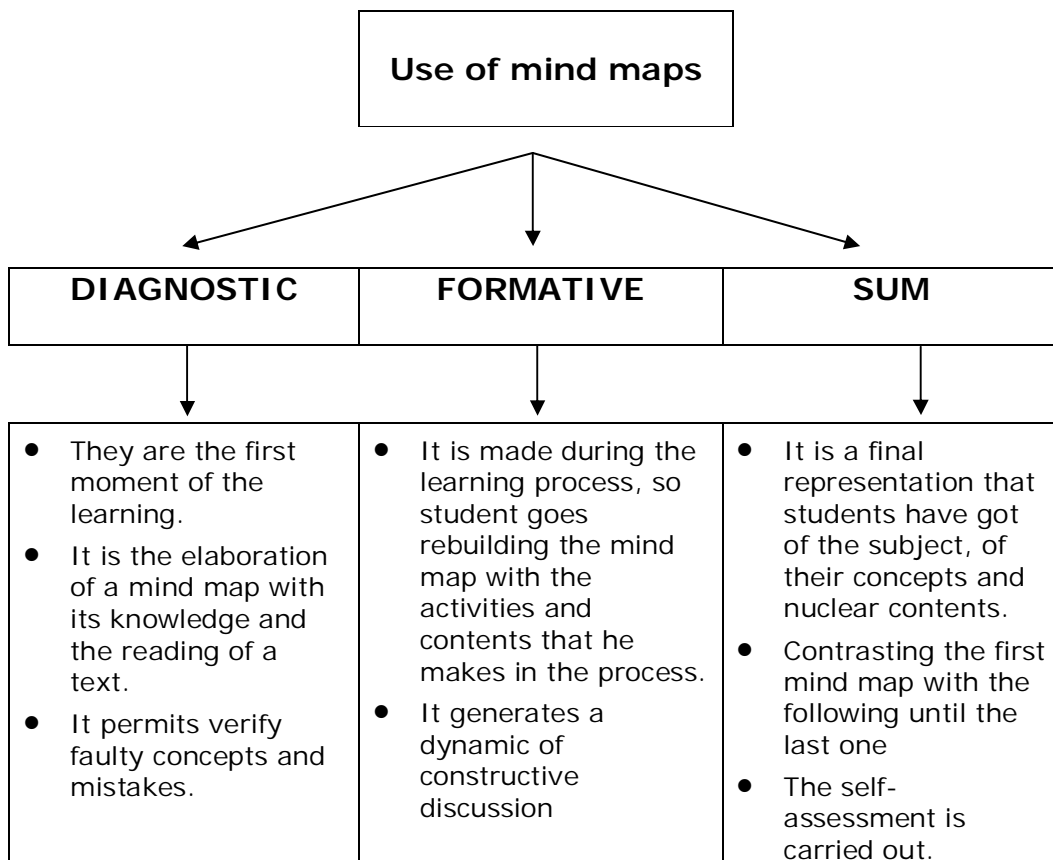 Use of mind maps
DIAGNOSTIC
FORMATIVE
SUM
● They are the first
moment of the
learning.
● It is the elaboration
of a mind map with
its knowledge and
the reading of a
text.
● It permits verify
faulty concepts and
mistakes.
● It is made during the
learning process, so
student goes
rebuilding the mind
map with the
activities and
contents that he
makes in the process.
● It generates a
dynamic of
constructive
discussion
● It is a final
representation that
students have got
of the subject, of
their concepts and
nuclear contents.
● Contrasting the first
mind map with the
following until the
last one
● The self-
assessment is
carried out.